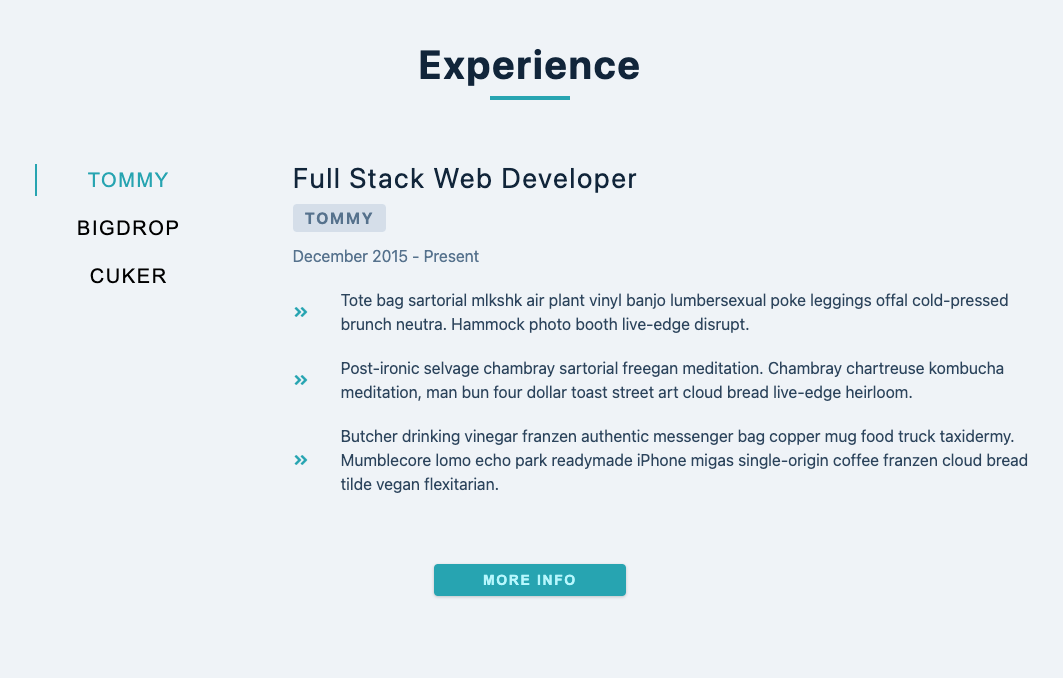 Experience
TOMMY
BIGDROP
CUKER
Full Stack Web Developer
TOMMY
December 2015 - Present
Tote bag sartorial mlkshk air plant vinyl banjo lumbersexual poke leggings offal cold-pressed
brunch neutra. Hammock photo booth live-edge disrupt.
Post-ironic selvage chambray sartorial freegan meditation. Chambray chartreuse kombucha
meditation, man bun four dollar toast street art cloud bread live-edge heirloom.
Butcher drinking vinegar franzen authentic messenger bag copper mug food truck taxidermy.
Mumblecore lomo echo park readymade iPhone migas single-origin coffee franzen cloud bread
tilde vegan flexitarian.
MORE INFO